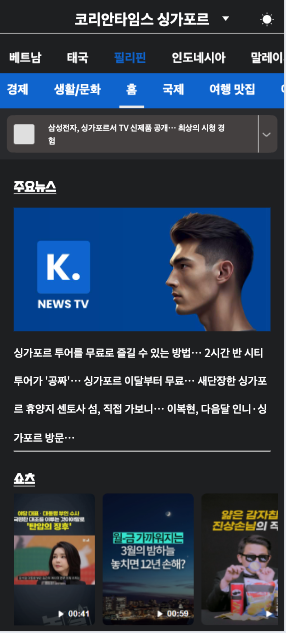 코리안타임스 싱가포르
베트남 태국 필리핀 인도네시아 말레이
경제 생활/문화 홈 국제 여행 맛집
삼성전자, 싱가포르서 TV 신제품 공개… 최상의 시청 경
험
주요뉴스
K.
NEWS TV
싱가포르 투어를 무료로 즐길 수 있는 방법… 2시간 반 시티
투어가 '공짜'… 싱가포르 이달부터 무료… 새단장한 싱가포
르 휴양지 센토사 섬, 직접 가보니… 이복현, 다음달 인니·싱
가포르 방문…
쇼츠
'탄압의 징후'
00:41
월·금 가까워지는
3월의 밤하늘
놓치면 12년 손해?
00:59
얇은 감자칩
진상손님의 직